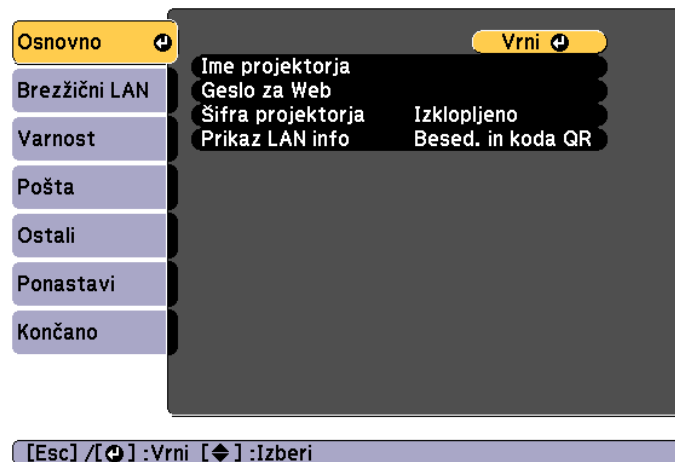 Osnovno
Brezžični LAN
Varnost
Pošta
Ostali
Ponastavi
Končano
Vrni
Ime projektorja
Geslo za Web
Šifra projektorja Izklopljeno
Prikaz LAN info Besed. in koda QR
[Esc] /[ ] :Vrni [ ] :Izberi